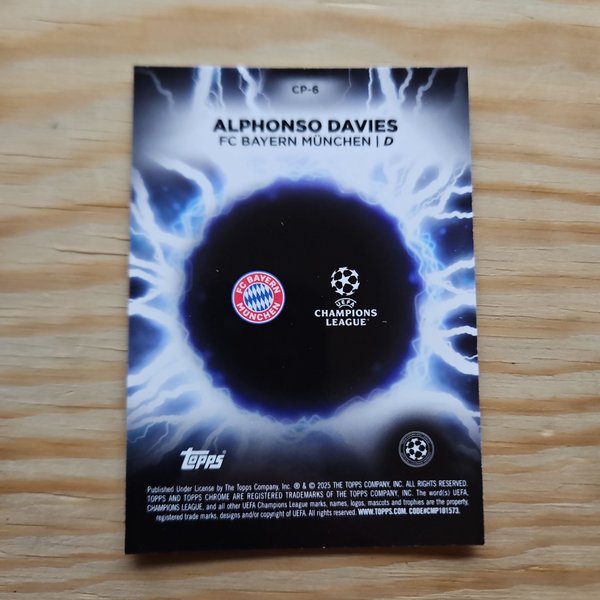 CP-6
ALPHONSO DAVIES
FC BAYERN MÜNCHEN | D
FC BAYERN
MÜNCHEN
UEFA
CHAMPIONS
LEAGUE
Topps
Published Under License by The Topps Company, Inc. ® & © 2025 THE TOPPS COMPANY, INC. ALL RIGHTS RESERVED.
TOPPS AND TOPPS CHROME ARE REGISTERED TRADEMARKS OF THE TOPPS COMPANY, INC. The word(s) UEFA,
CHAMPIONS LEAGUE, and all other UEFA Champions League marks, names, logos, mascots and trophies are the property,
registered trade marks, designs and/or copyright of UEFA. All rights reserved. WWW.TOPPS.COM. CODE#CMP101573.